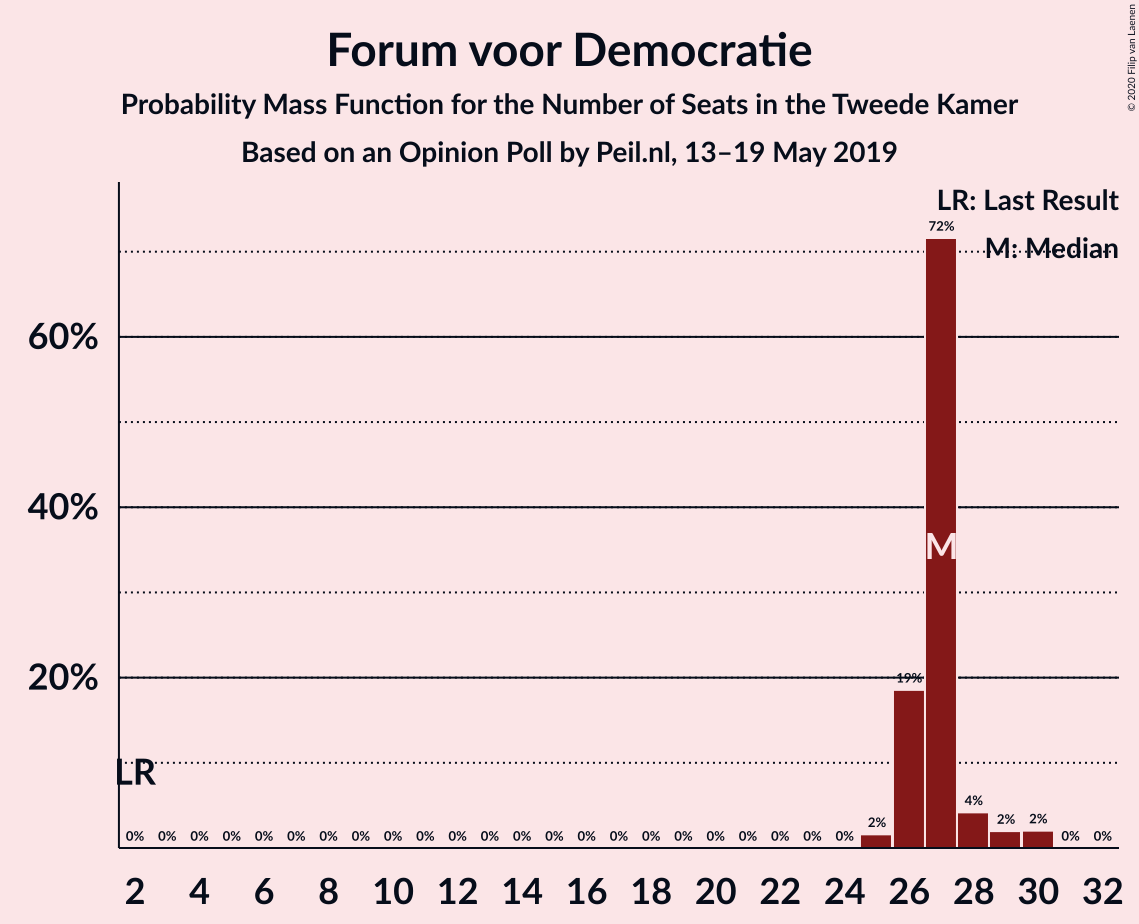 Forum voor Democratie
Probability Mass Function for the Number of Seats in the Tweede Kamer
Based on an Opinion Poll by Peil.nl, 13–19 May 2019
© 2020 Filip van Laenen
LR: Last Result
M: Median
72%
60%
40%
M
20%
19%
LR
0% 0% 0% 0% 0% 0% 0% 0% 0% 0% 0% 0% 0% 0% 0% 0% 0% 0% 0% 0% 0% 0% 0% 2% 4% 2% 2% 0% 0%
2 4 6 8 10 12 14 16 18 20 22 24 26 28 30 32